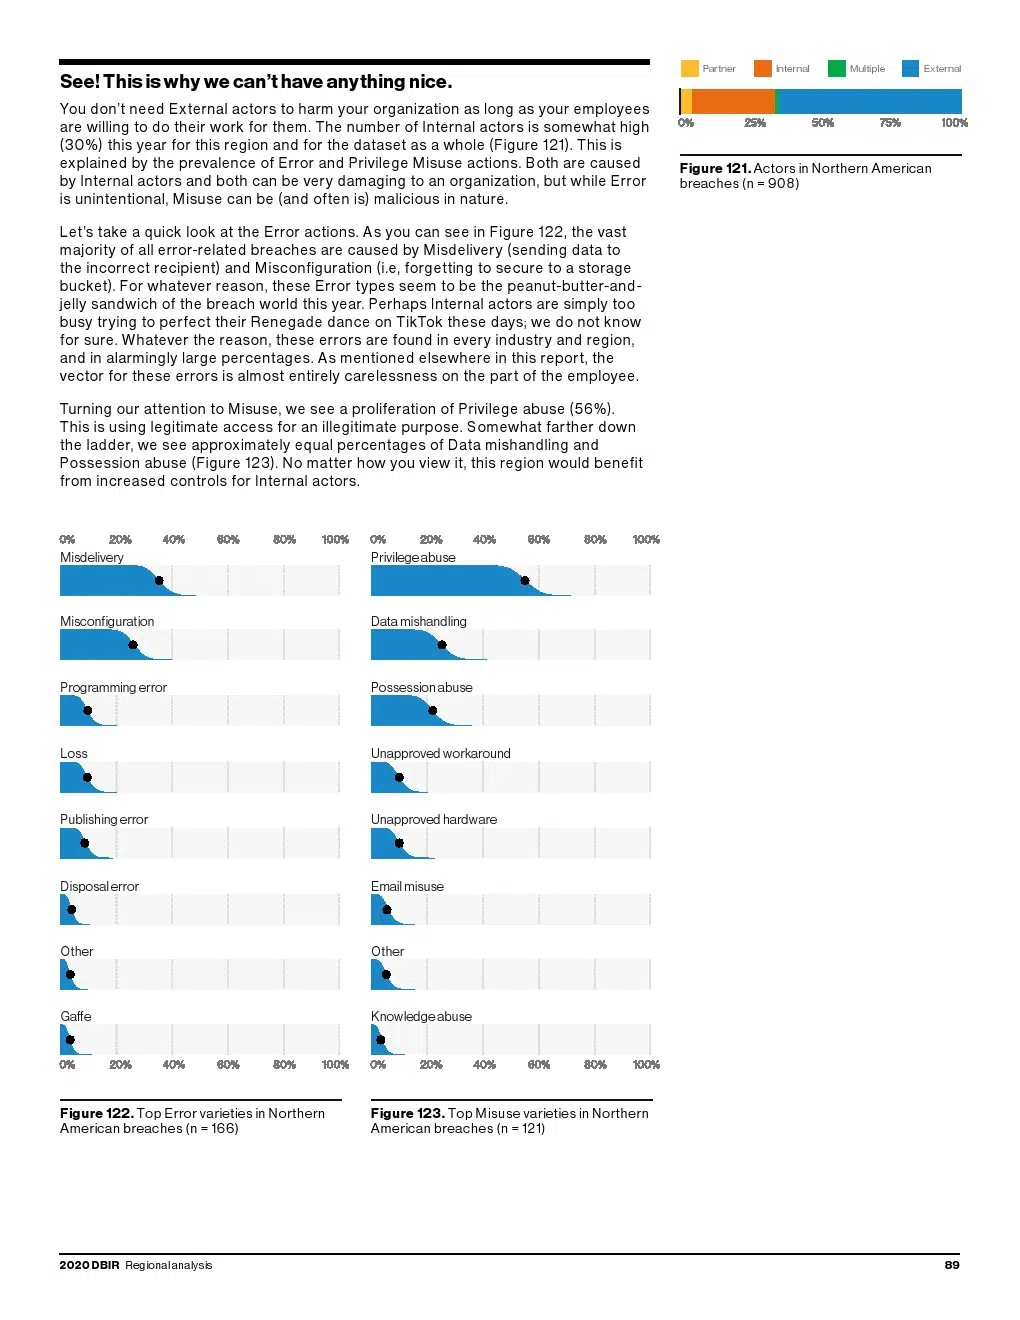 See! This is why we can't have anything nice.
You don't need External actors to harm your organization as long as your employees
are willing to do their work for them. The number of Internal actors is somewhat high
(30%) this year for this region and for the dataset as a whole (Figure 121). This is
explained by the prevalence of Error and Privilege Misuse actions. Both are caused
by Internal actors and both can be very damaging to an organization, but while Error
is unintentional, Misuse can be (and often is) malicious in nature.
Let's take a quick look at the Error actions. As you can see in Figure 122, the vast
majority of all error-related breaches are caused by Misdelivery (sending data to
the incorrect recipient) and Misconfiguration (i.e, forgetting to secure to a storage
bucket). For whatever reason, these Error types seem to be the peanut-butter-and-
jelly sandwich of the breach world this year. Perhaps Internal actors are simply too
busy trying to perfect their Renegade dance on TikTok these days; we do not know
for sure. Whatever the reason, these errors are found in every industry and region,
and in alarmingly large percentages. As mentioned elsewhere in this report, the
vector for these errors is almost entirely carelessness on the part of the employee.
Turning our attention to Misuse, we see a proliferation of Privilege abuse (56%).
This is using legitimate access for an illegitimate purpose. Somewhat farther down
the ladder, we see approximately equal percentages of Data mishandling and
Possession abuse (Figure 123). No matter how you view it, this region would benefit
from increased controls for Internal actors.
Partner Internal Multiple External
0% 25% 50% 75% 100%
Figure 121. Actors in Northern American
breaches (n = 908)
0% 20% 40% 60% 80% 100%
Misdelivery
Misconfiguration
Programming error
Loss
Publishing error
Disposal error
Other
Gaffe
0% 20% 40% 60% 80% 100%
Figure 122. Top Error varieties in Northern
American breaches (n = 166)
0% 20% 40% 60% 80% 100%
Privilege abuse
Data mishandling
Possession abuse
Unapproved workaround
Unapproved hardware
Email misuse
Other
Knowledge abuse
0% 20% 40% 60% 80% 100%
Figure 123. Top Misuse varieties in Northern
American breaches (n = 121)
2020 DBIR Regional analysis
89